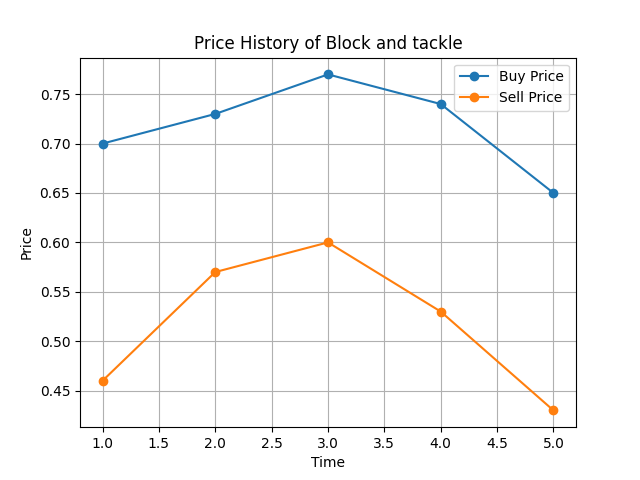 Price History of Block and tackle
Buy Price
Sell Price
Price
0.75
0.70
0.65
0.60
0.55
0.50
0.45
1.0 1.5 2.0 2.5 3.0 3.5 4.0 4.5 5.0
Time